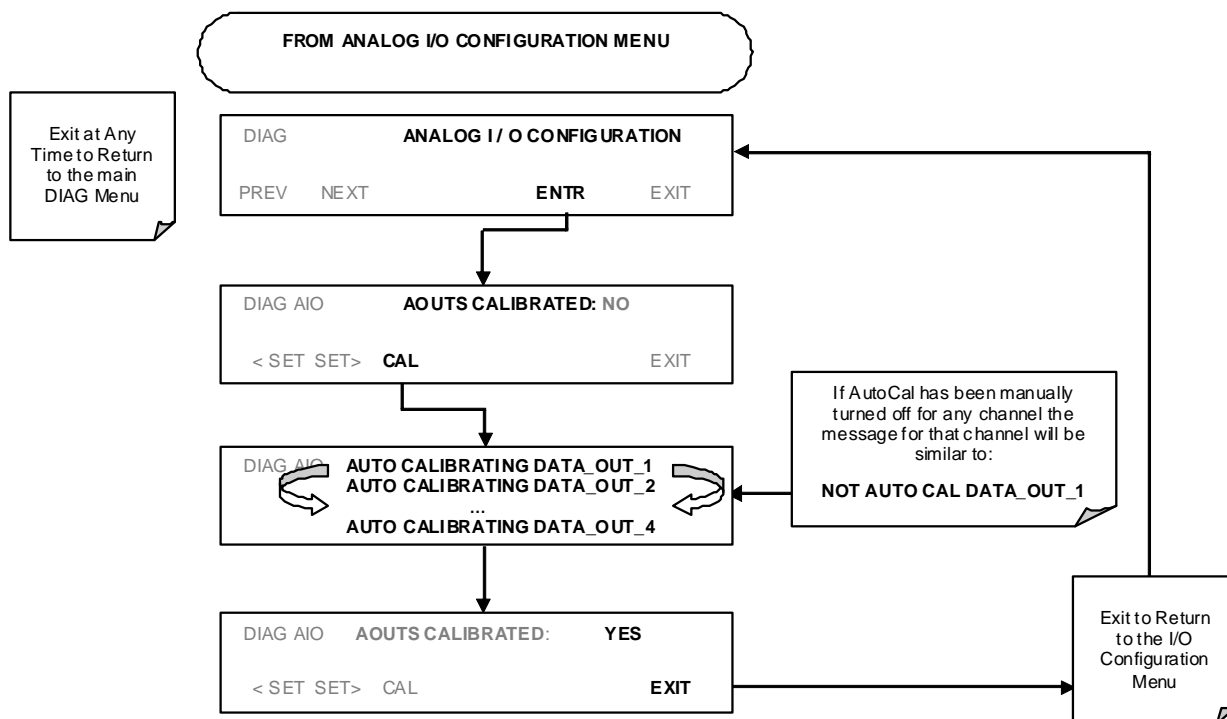 FROM ANALOG I/O CONFIGURATION MENU
Exit at Any
Time to Return
to the main
DIAG Menu
DIAG ANALOG I / O CONFIGURATION
PREV NEXT ENTR EXIT
DIAG AIO AOUTS CALIBRATED: NO
< SET SET> CAL EXIT
If AutoCal has been manually
turned off for any channel the
message for that channel will be
similar to:
NOT AUTO CAL DATA_OUT_1
DIAG AIO AUTO CALIBRATING DATA_OUT_1
AUTO CALIBRATING DATA_OUT_2
...
AUTO CALIBRATING DATA_OUT_4
DIAG AIO AOUTS CALIBRATED: YES
< SET SET> CAL EXIT
Exit to Return
to the I/O
Configuration
Menu